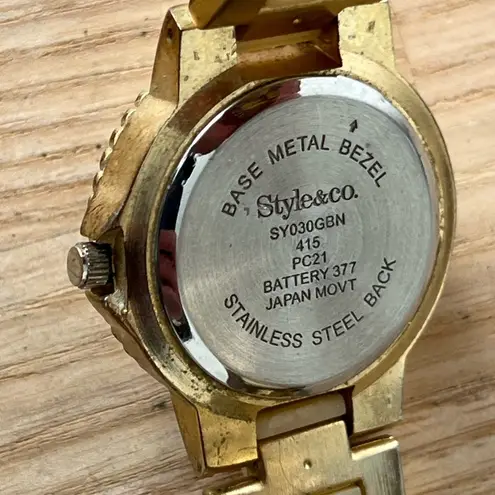 BASE METAL BEZEL
Style&co.
SY030GBN
415
PC21
BATTERY 377
JAPAN MOVT
STAINLESS STEEL BACK